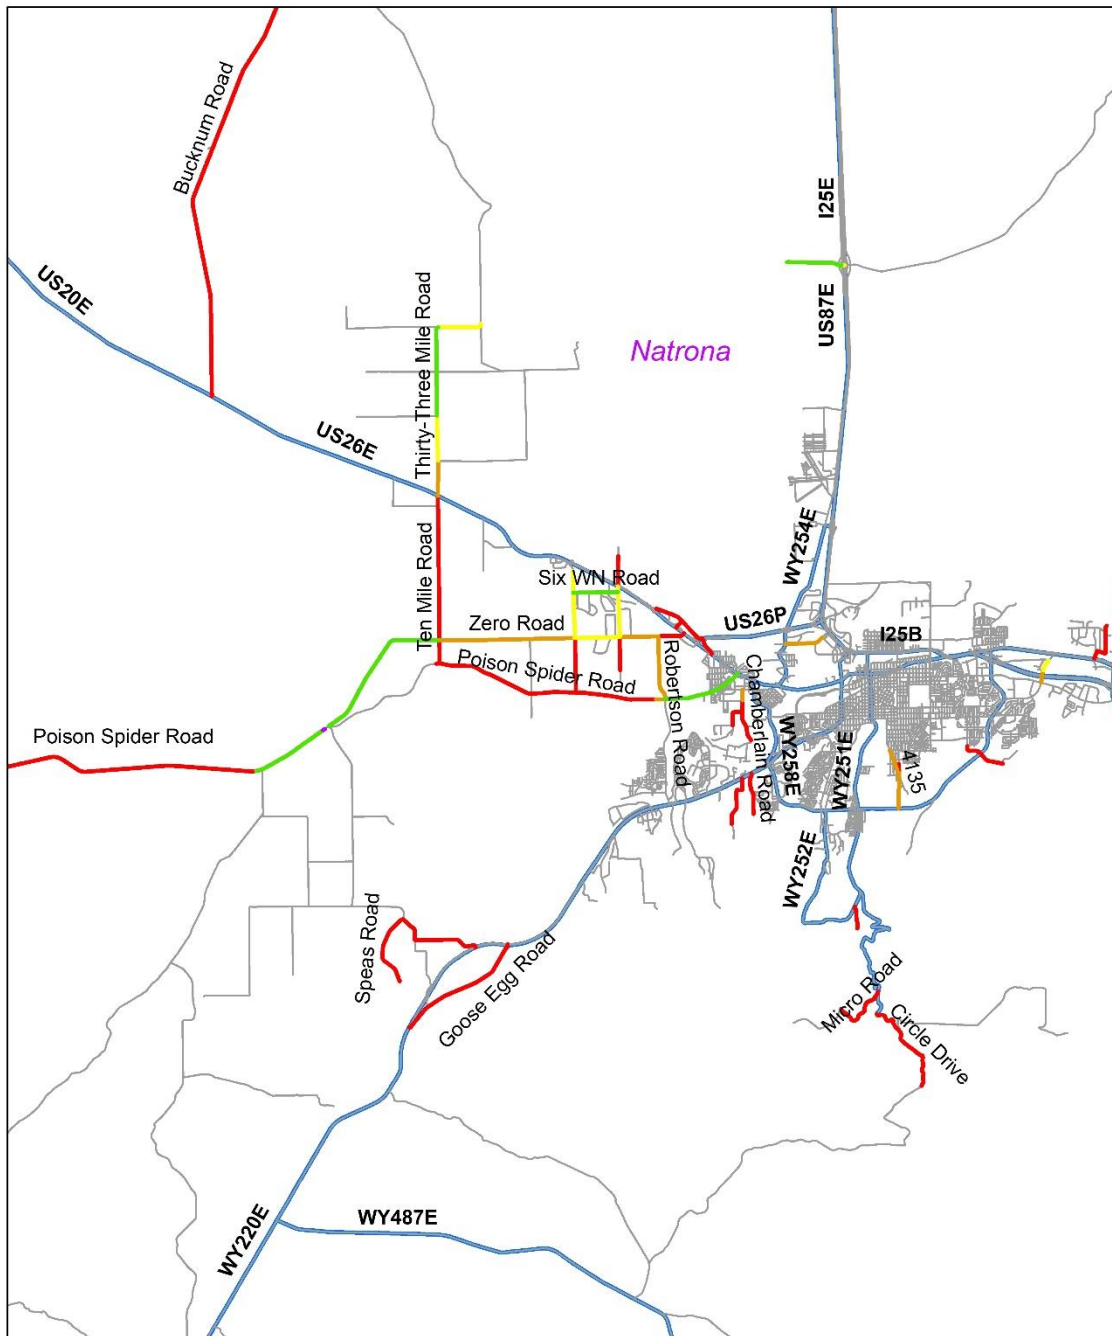 Bucknum Road
I25E
US20E
US87E
Thirty-Three Mile Road
Natrona
US26E
WY254E
Six WN Road
Ten Mile Road
Zero Road
US26P
I25B
Poison Spider Road
Robertson Road
Chamberlain Road
Poison Spider Road
WY258E
WY251E
4135
WY252E
Speas Road
Goose Egg Road
Micro Road
Circle Drive
WY220E
WY487E